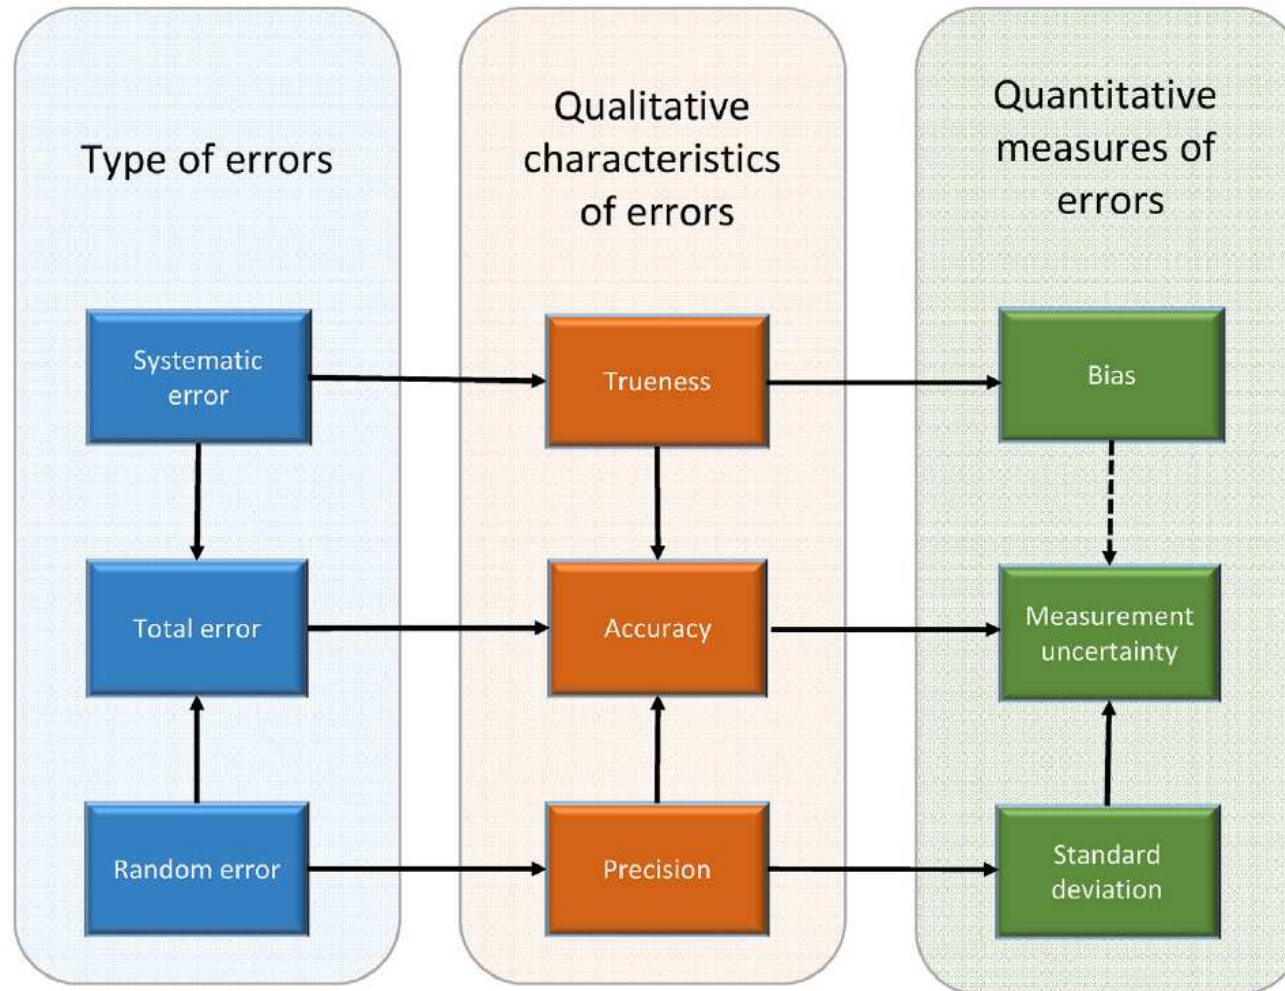 Type of errors
Qualitative
characteristics
of errors
Quantitative
measures of
errors
Systematic
error
Trueness
Bias
Total error
Accuracy
Measurement
uncertainty
Random error
Precision
Standard
deviation